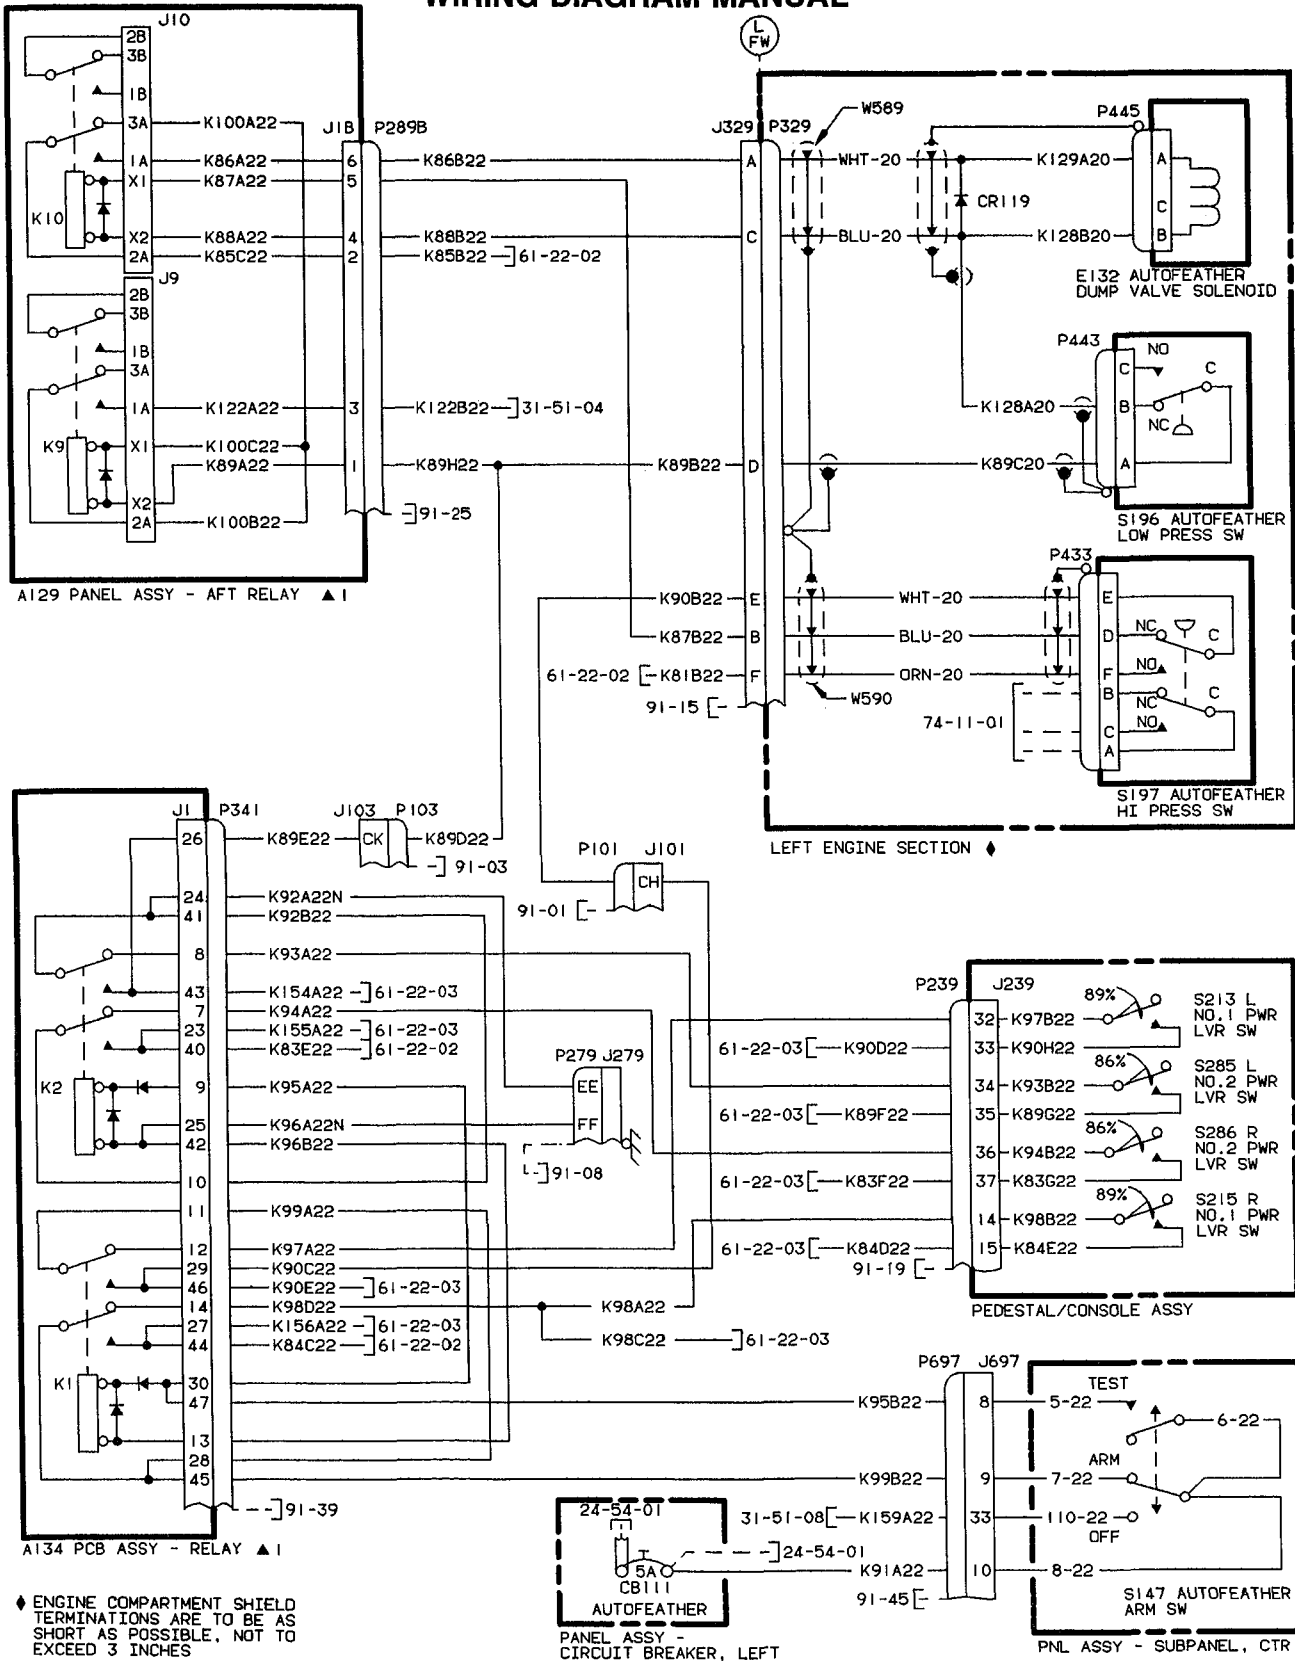 WIRING DIAGRAM MANUAL
J10
2B
3B
1B
3A K100A22
1A K86A22 6 K86B22
X1 K87A22 5
K10
X2 K88A22 4 K88B22
2A K85C22 2 K85B22 61-22-02
J1B P289B
J9
2B
3B
1B
3A
1A K122A22 3 K122B22 31-51-04
K9 X1 K100C22
K89A22 1 K89H22 K89B22 D K89C20 A
X2
2A K100B22
91-25
A129 PANEL ASSY - AFT RELAY ▲ 1
L
FW
J329 P329
W589
P445
A WHT-20 K129A20 A
CR119
C
C BLU-20 K128B20 B
E132 AUTOFEATHER
DUMP VALVE SOLENOID
P443
NO
C C
K128A20 B
NC
S196 AUTOFEATHER
LOW PRESS SW
P433
K90B22 E WHT-20 E
K87B22 B BLU-20 D NC C
61-22-02 K81B22 F ORN-20 F NO
91-15 W590
B NC C
74-11-01
C NO
A
S197 AUTOFEATHER
HI PRESS SW
LEFT ENGINE SECTION ♦
J1 P341 J103 P103
26 K89E22 CK K89D22
91-03
P101 J101
CH
91-01
24 K92A22N
41 K92B22
8 K93A22
43 K154A22 61-22-03
7 K94A22
23 K155A22 61-22-03
40 K83E22 61-22-02
P279 J279
EE
FF
91-08
K2 9 K95A22
25 K96A22N
42 K96B22
10
11 K99A22
12 K97A22
29 K90C22
46 K90E22 61-22-03
14 K98D22 K98A22
27 K156A22 61-22-03
K98C22 61-22-03
44 K84C22 61-22-02
K1 30
47 K95B22
13
28
45 K99B22
91-39
A134 PCB ASSY - RELAY ▲ 1
P239 J239
32 K97B22 89% S213 L
NO.1 PWR
LVR SW
61-22-03 K90D22 33 K90H22
34 K93B22 86% S285 L
NO.2 PWR
LVR SW
61-22-03 K89F22 35 K89G22
36 K94B22 86% S286 R
NO.2 PWR
LVR SW
61-22-03 K83F22 37 K83G22
14 K98B22 89% S215 R
NO.1 PWR
LVR SW
61-22-03 K84D22 15 K84E22
91-19
PEDESTAL/CONSOLE ASSY
P697 J697
TEST
8 5-22 6-22
ARM
9 7-22
31-51-08 K159A22 33 110-22
OFF
K91A22 10 8-22
91-45
S147 AUTOFEATHER
ARM SW
PNL ASSY - SUBPANEL, CTR
24-54-01
24-54-01
5A
CB111
AUTOFEATHER
PANEL ASSY -
CIRCUIT BREAKER, LEFT
♦ ENGINE COMPARTMENT SHIELD
TERMINATIONS ARE TO BE AS
SHORT AS POSSIBLE, NOT TO
EXCEED 3 INCHES